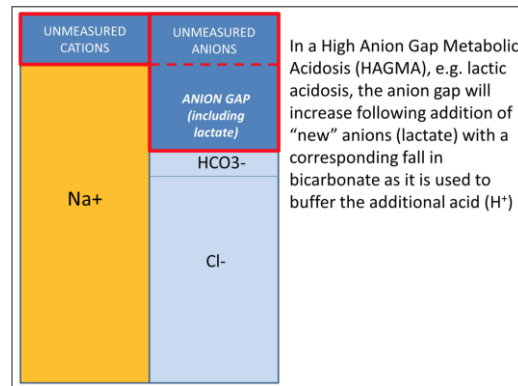 UNMEASURED
CATIONS
UNMEASURED
ANIONS
ANION GAP
(including
lactate)
HCO3-
Na+
Cl-
In a High Anion Gap Metabolic
Acidosis (HAGMA), e.g. lactic
acidosis, the anion gap will
increase following addition of
“new” anions (lactate) with a
corresponding fall in
bicarbonate as it is used to
buffer the additional acid (H⁺)